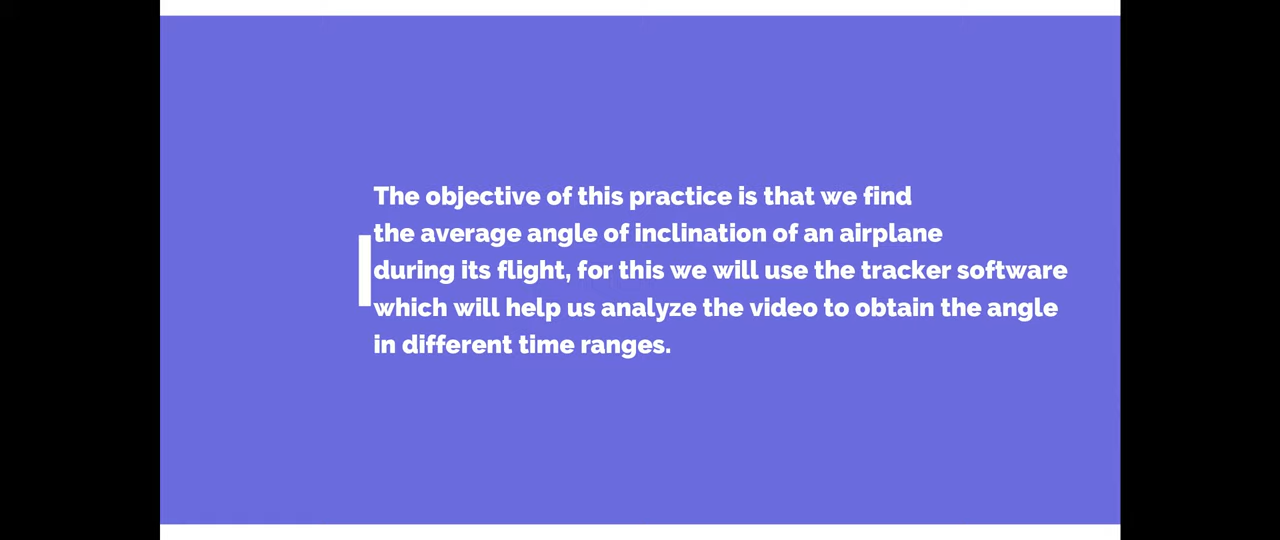 The objective of this practice is that we find
the average angle of inclination of an airplane
during its flight, for this we will use the tracker software
which will help us analyze the video to obtain the angle
in different time ranges.